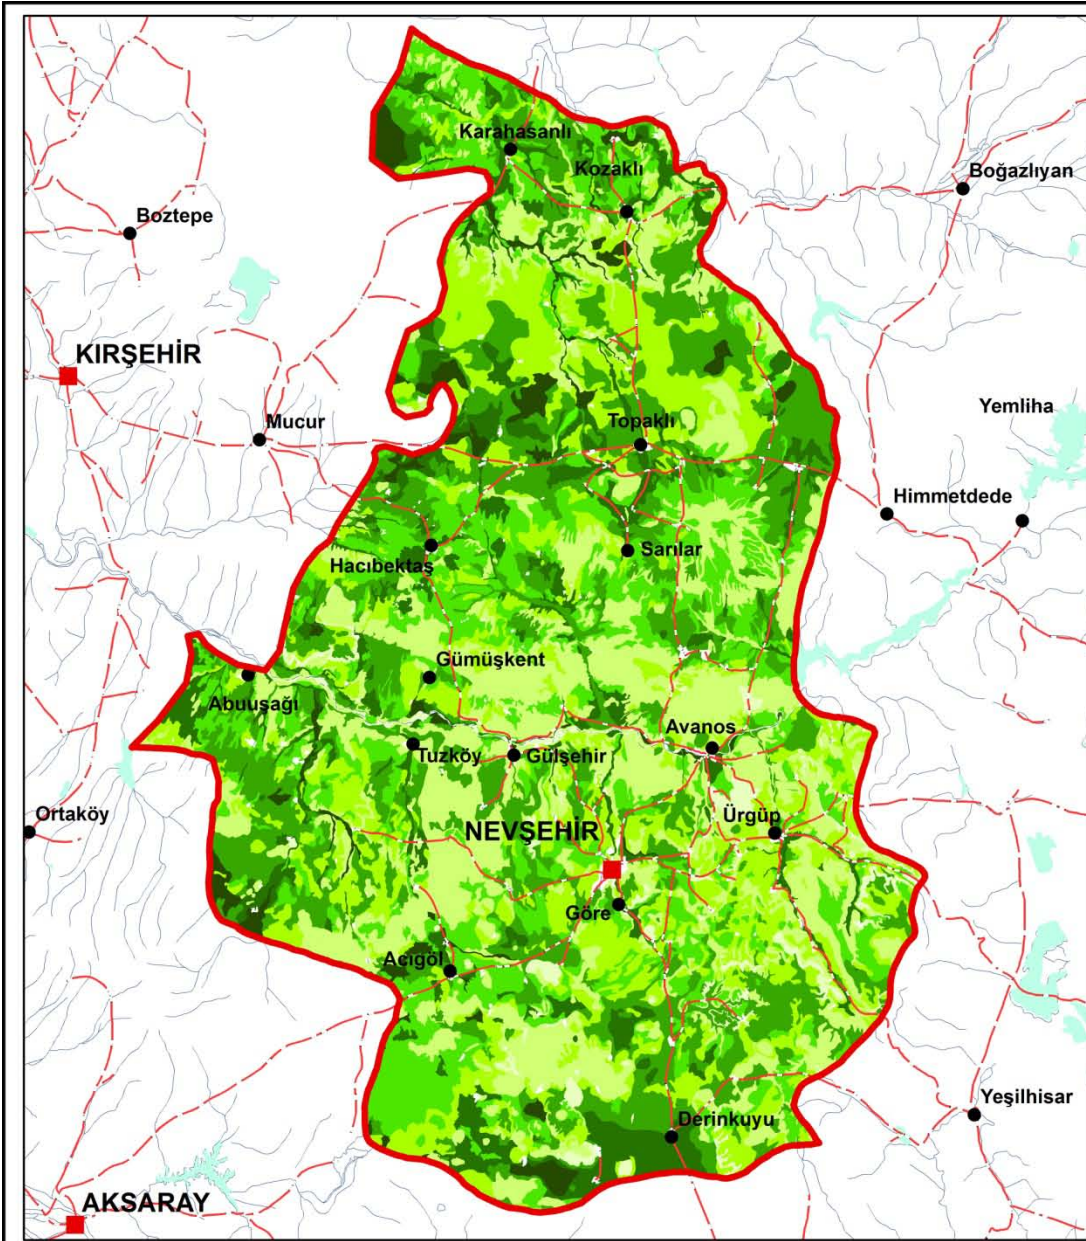 Karahasanlı
Kozaklı
Boğazlıyan
Boztepe
KIRŞEHİR
Mucur
Topaklı
Yemliha
Himmetdede
Hacıbektaş
Sarılar
Gümüşkent
Abuuşağı
Avanos
Tuzköy
Gülşehir
Ortaköy
NEVŞEHİR
Ürgüp
Göre
Acıgöl
Yeşilhisar
Derinkuyu
AKSARAY